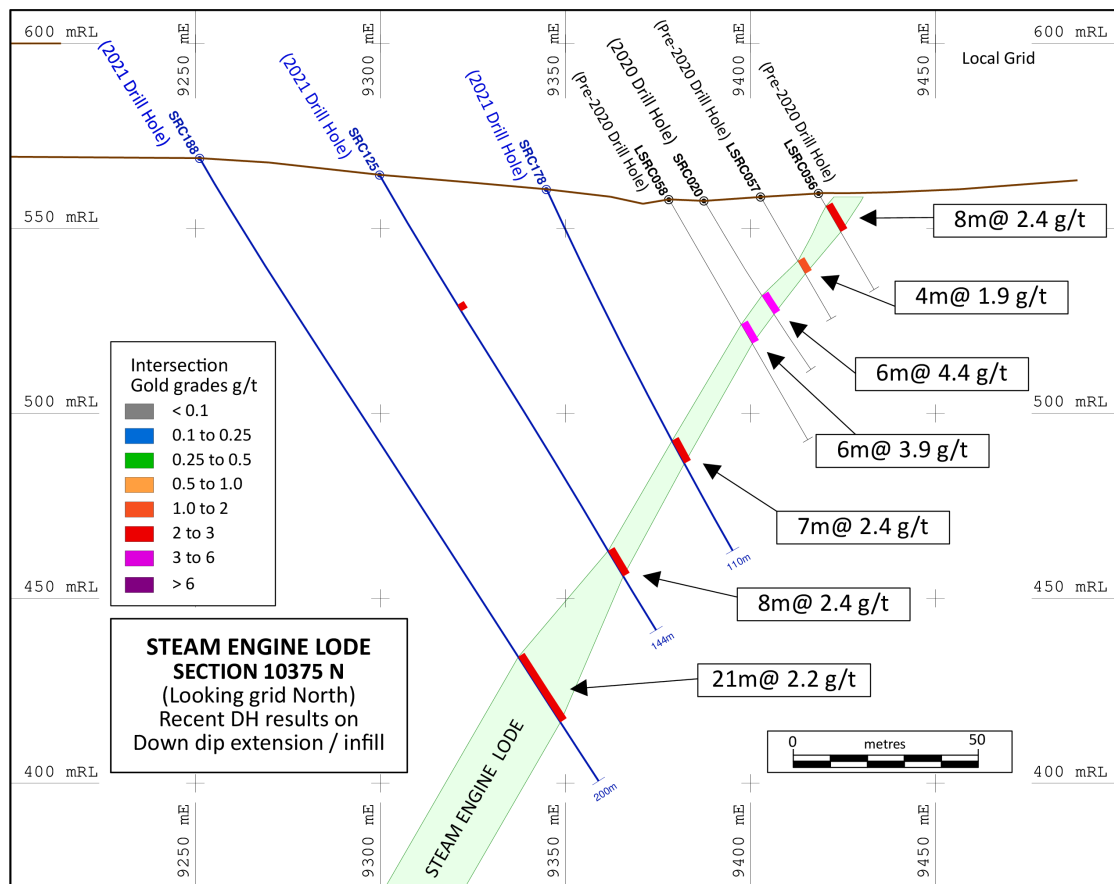 600 mRL
9250 mE
9300 mE
9350 mE
9400 mE
9450 mE
600 mRL
Local Grid
(2021 Drill Hole)
SRC188
(2021 Drill Hole)
SRC125
(2021 Drill Hole)
SRC178
(Pre-2020 Drill Hole)
LSRC058
(2020 Drill Hole)
SRC020
(Pre-2020 Drill Hole)
LSRC057
(Pre-2020 Drill Hole)
LSRC056
550 mRL
8m@ 2.4 g/t
4m@ 1.9 g/t
6m@ 4.4 g/t
6m@ 3.9 g/t
7m@ 2.4 g/t
8m@ 2.4 g/t
21m@ 2.2 g/t
Intersection
Gold grades g/t
< 0.1
0.1 to 0.25
0.25 to 0.5
0.5 to 1.0
1.0 to 2
2 to 3
3 to 6
> 6
500 mRL
500 mRL
450 mRL
450 mRL
110m
144m
200m
STEAM ENGINE LODE
SECTION 10375 N
(Looking grid North)
Recent DH results on
Down dip extension / infill
STEAM ENGINE LODE
0 metres 50
400 mRL
400 mRL
9250 mE
9300 mE
9350 mE
9400 mE
9450 mE